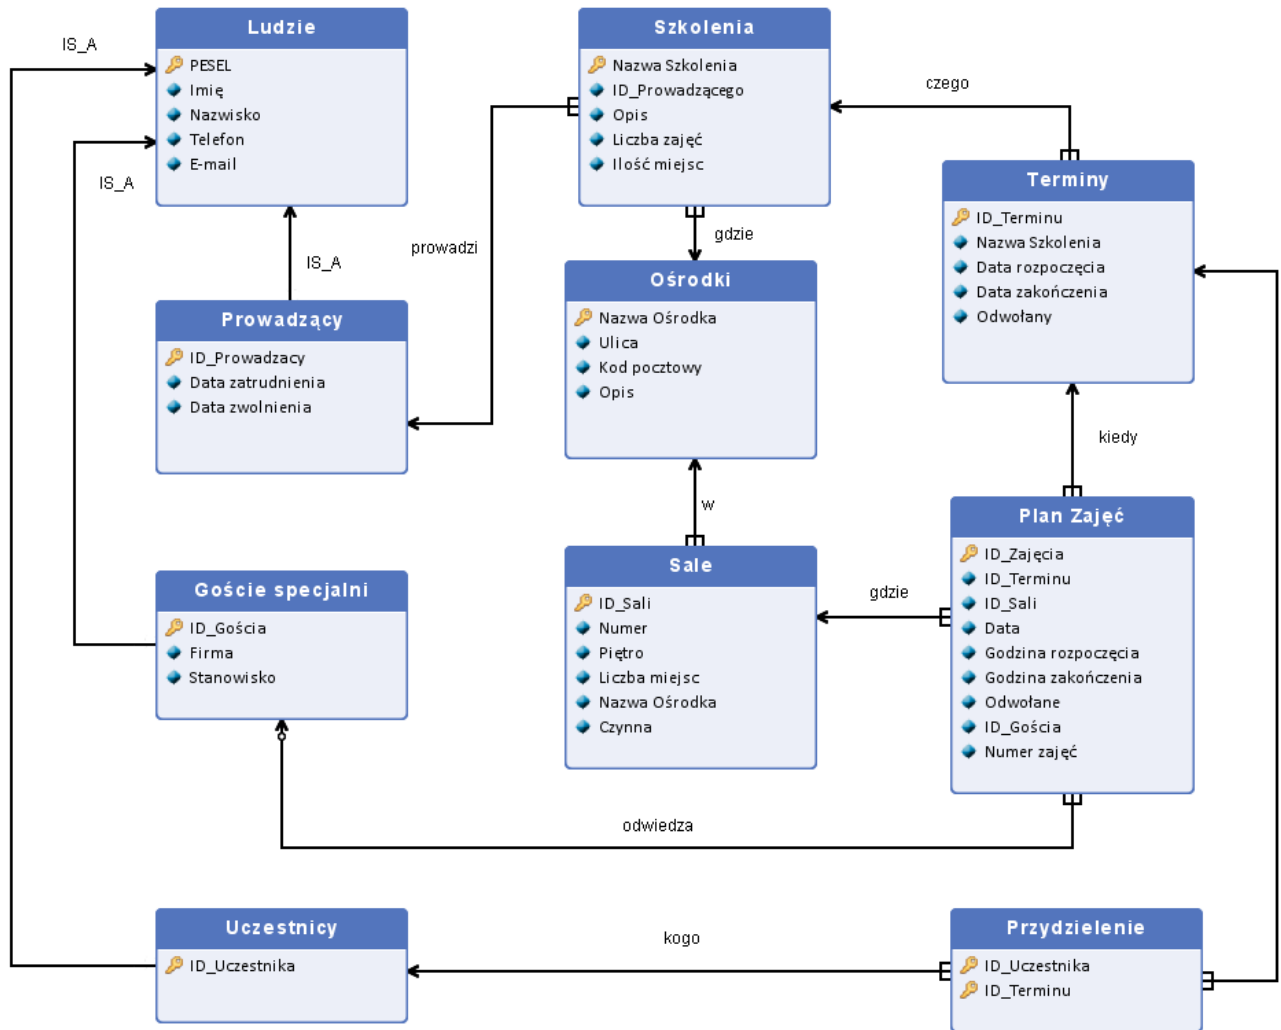 Ludzie
PESEL
Imię
Nazwisko
Telefon
E-mail
IS_A
IS_A
IS_A
Szkolenia
Nazwa Szkolenia
ID_Prowadzącego
Opis
Liczba zajęć
Ilość miejsc
czego
prowadzi
gdzie
Terminy
ID_Terminu
Nazwa Szkolenia
Data rozpoczęcia
Data zakończenia
Odwołany
Prowadzący
ID_Prowadzacy
Data zatrudnienia
Data zwolnienia
Ośrodki
Nazwa Ośrodka
Ulica
Kod pocztowy
Opis
kiedy
w
Goście specjalni
ID_Gościa
Firma
Stanowisko
Sale
ID_Sali
Numer
Piętro
Liczba miejsc
Nazwa Ośrodka
Czynna
gdzie
Plan Zajęć
ID_Zajęcia
ID_Terminu
ID_Sali
Data
Godzina rozpoczęcia
Godzina zakończenia
Odwołane
ID_Gościa
Numer zajęć
odwiedza
Uczestnicy
ID_Uczestnika
kogo
Przydzielenie
ID_Uczestnika
ID_Terminu